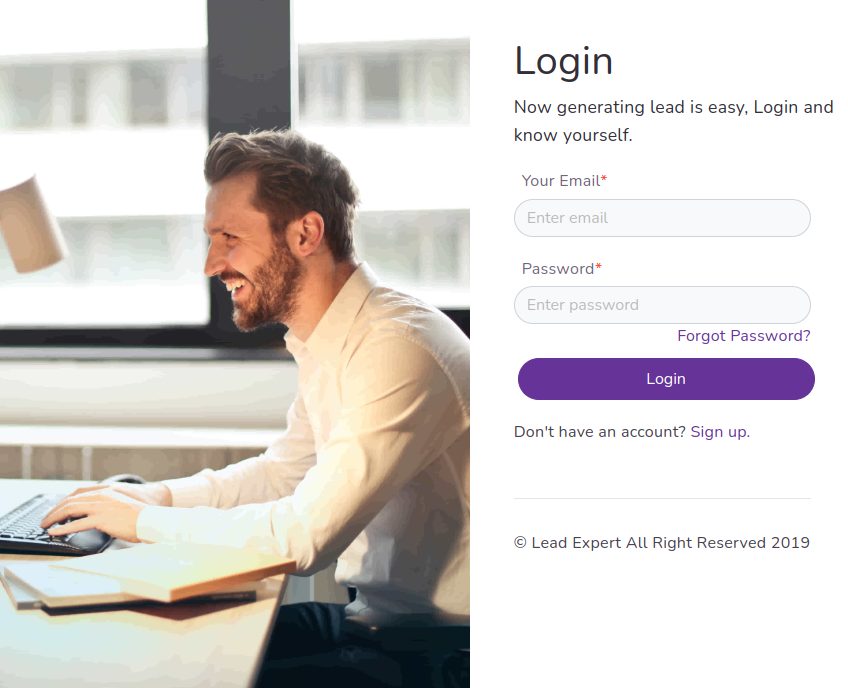 Login
Now generating lead is easy, Login and
know yourself.
Your Email*
Enter email
Password*
Enter password
Forgot Password?
Login
Don't have an account? Sign up.
© Lead Expert All Right Reserved 2019